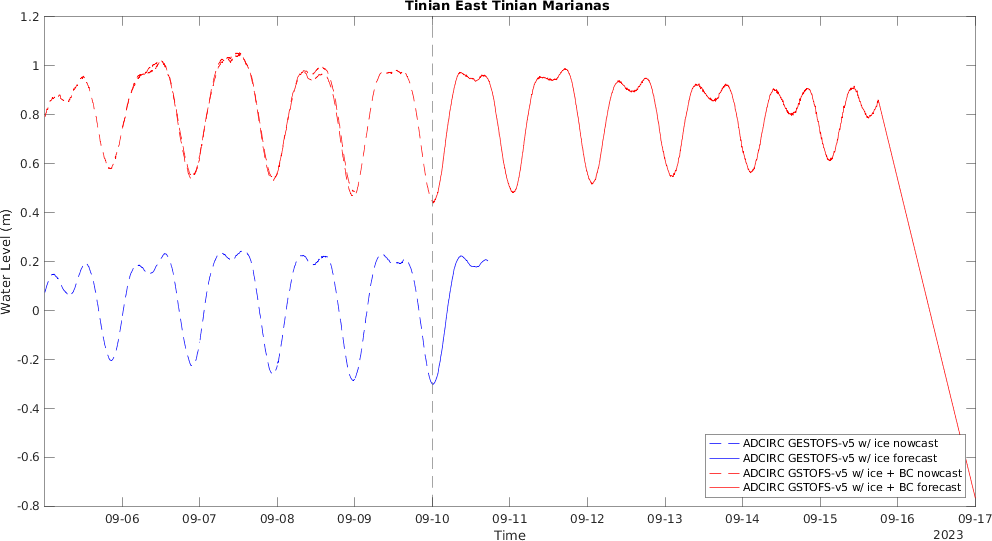 Tinian East Tinian Marianas
1.2
1
0.8
0.6
0.4
0.2
0
-0.2
-0.4
-0.6
-0.8
Water Level (m)
ADCIRC GESTOFS-v5 w/ ice nowcast
ADCIRC GESTOFS-v5 w/ ice forecast
ADCIRC GSTOFS-v5 w/ ice + BC nowcast
ADCIRC GSTOFS-v5 w/ ice + BC forecast
09-06 09-07 09-08 09-09 09-10 09-11 09-12 09-13 09-14 09-15 09-16 09-17
Time
2023